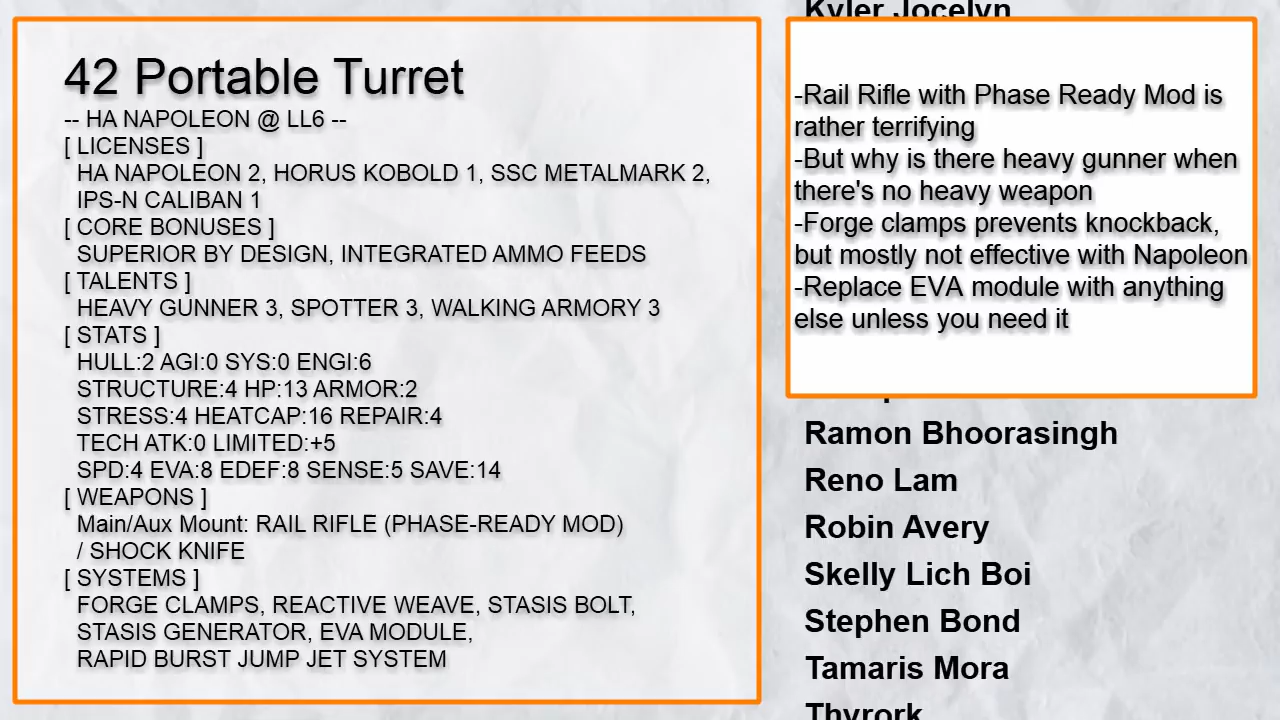 42 Portable Turret
-- HA NAPOLEON @ LL6 --
[ LICENSES ]
HA NAPOLEON 2, HORUS KOBOLD 1, SSC METALMARK 2,
IPS-N CALIBAN 1
[ CORE BONUSES ]
SUPERIOR BY DESIGN, INTEGRATED AMMO FEEDS
[ TALENTS ]
HEAVY GUNNER 3, SPOTTER 3, WALKING ARMORY 3
[ STATS ]
HULL:2 AGI:0 SYS:0 ENGI:6
STRUCTURE:4 HP:13 ARMOR:2
STRESS:4 HEATCAP:16 REPAIR:4
TECH ATK:0 LIMITED:+5
SPD:4 EVA:8 EDEF:8 SENSE:5 SAVE:14
[ WEAPONS ]
Main/Aux Mount: RAIL RIFLE (PHASE-READY MOD)
/ SHOCK KNIFE
[ SYSTEMS ]
FORGE CLAMPS, REACTIVE WEAVE, STASIS BOLT,
STASIS GENERATOR, EVA MODULE,
RAPID BURST JUMP JET SYSTEM
Kyler Jocelyn
-Rail Rifle with Phase Ready Mod is
rather terrifying
-But why is there heavy gunner when
there's no heavy weapon
-Forge clamps prevents knockback,
but mostly not effective with Napoleon
-Replace EVA module with anything
else unless you need it
Ramon Bhoorasingh
Reno Lam
Robin Avery
Skelly Lich Boi
Stephen Bond
Tamaris Mora
Thyrork